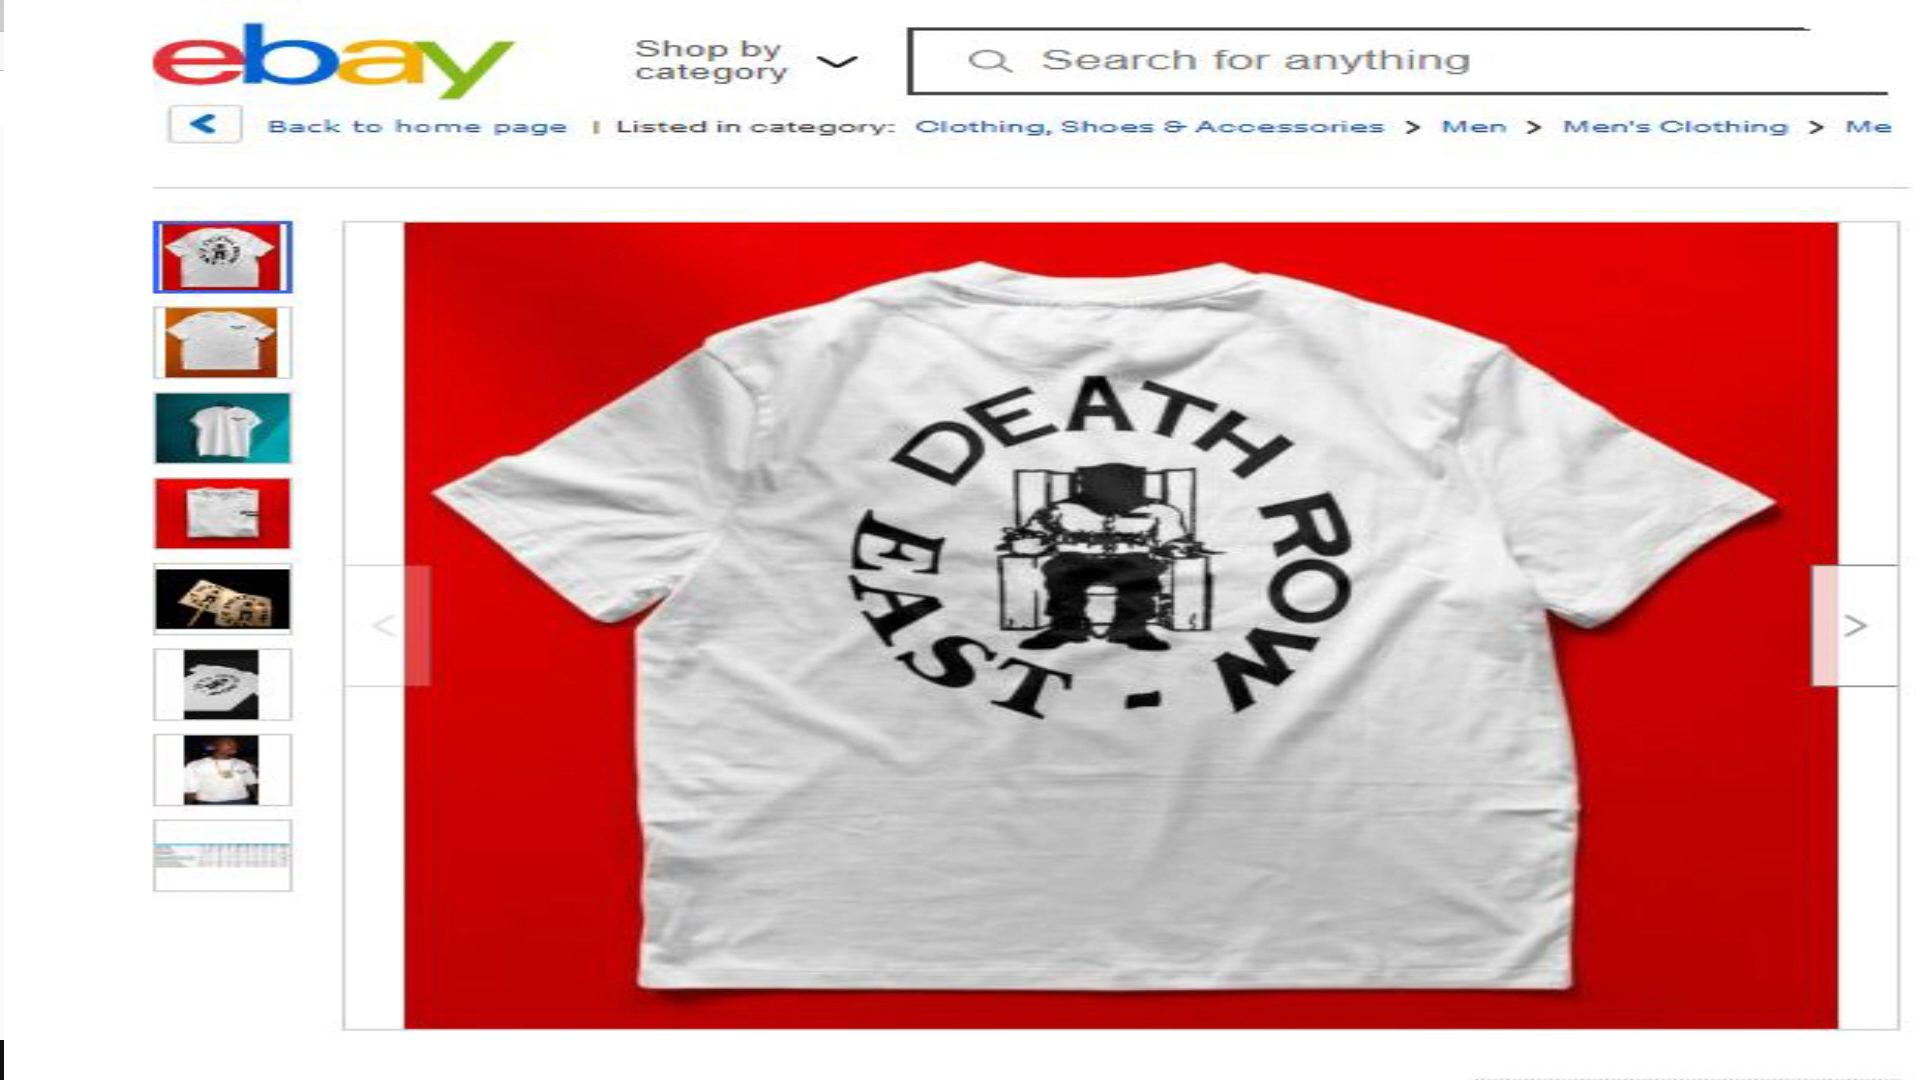 ebay
Shop by
category
Search for anything
Back to home page | Listed in category: Clothing, Shoes & Accessories > Men > Men's Clothing > Me
DEATH ROW
EAST -